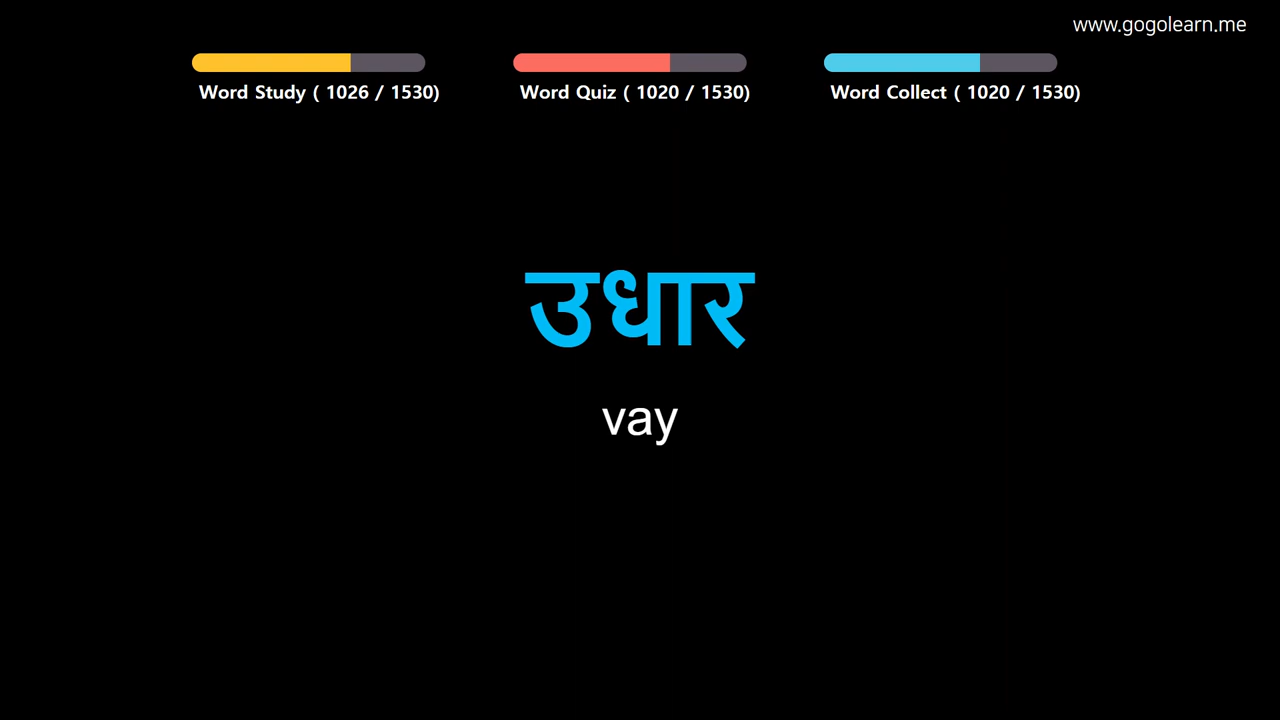 www.gogolearn.me
Word Study ( 1026 / 1530)
Word Quiz ( 1020 / 1530)
Word Collect ( 1020 / 1530)
उधार
vay